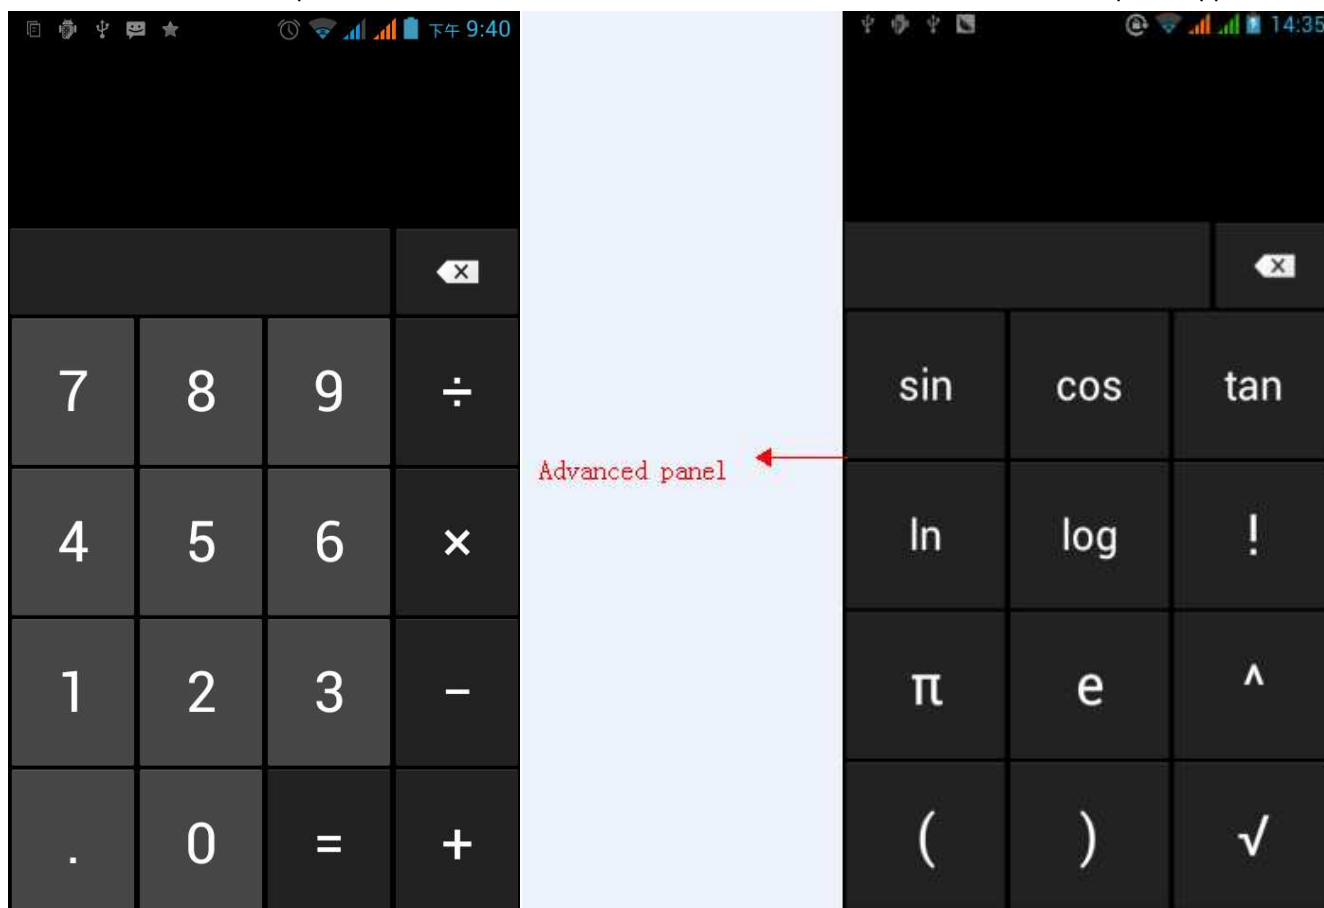 下午 9:40
7 8 9 ÷
4 5 6 ×
1 2 3 −
. 0 = +
Advanced panel
14:35
sin cos tan
ln log !
π e ^
( ) √